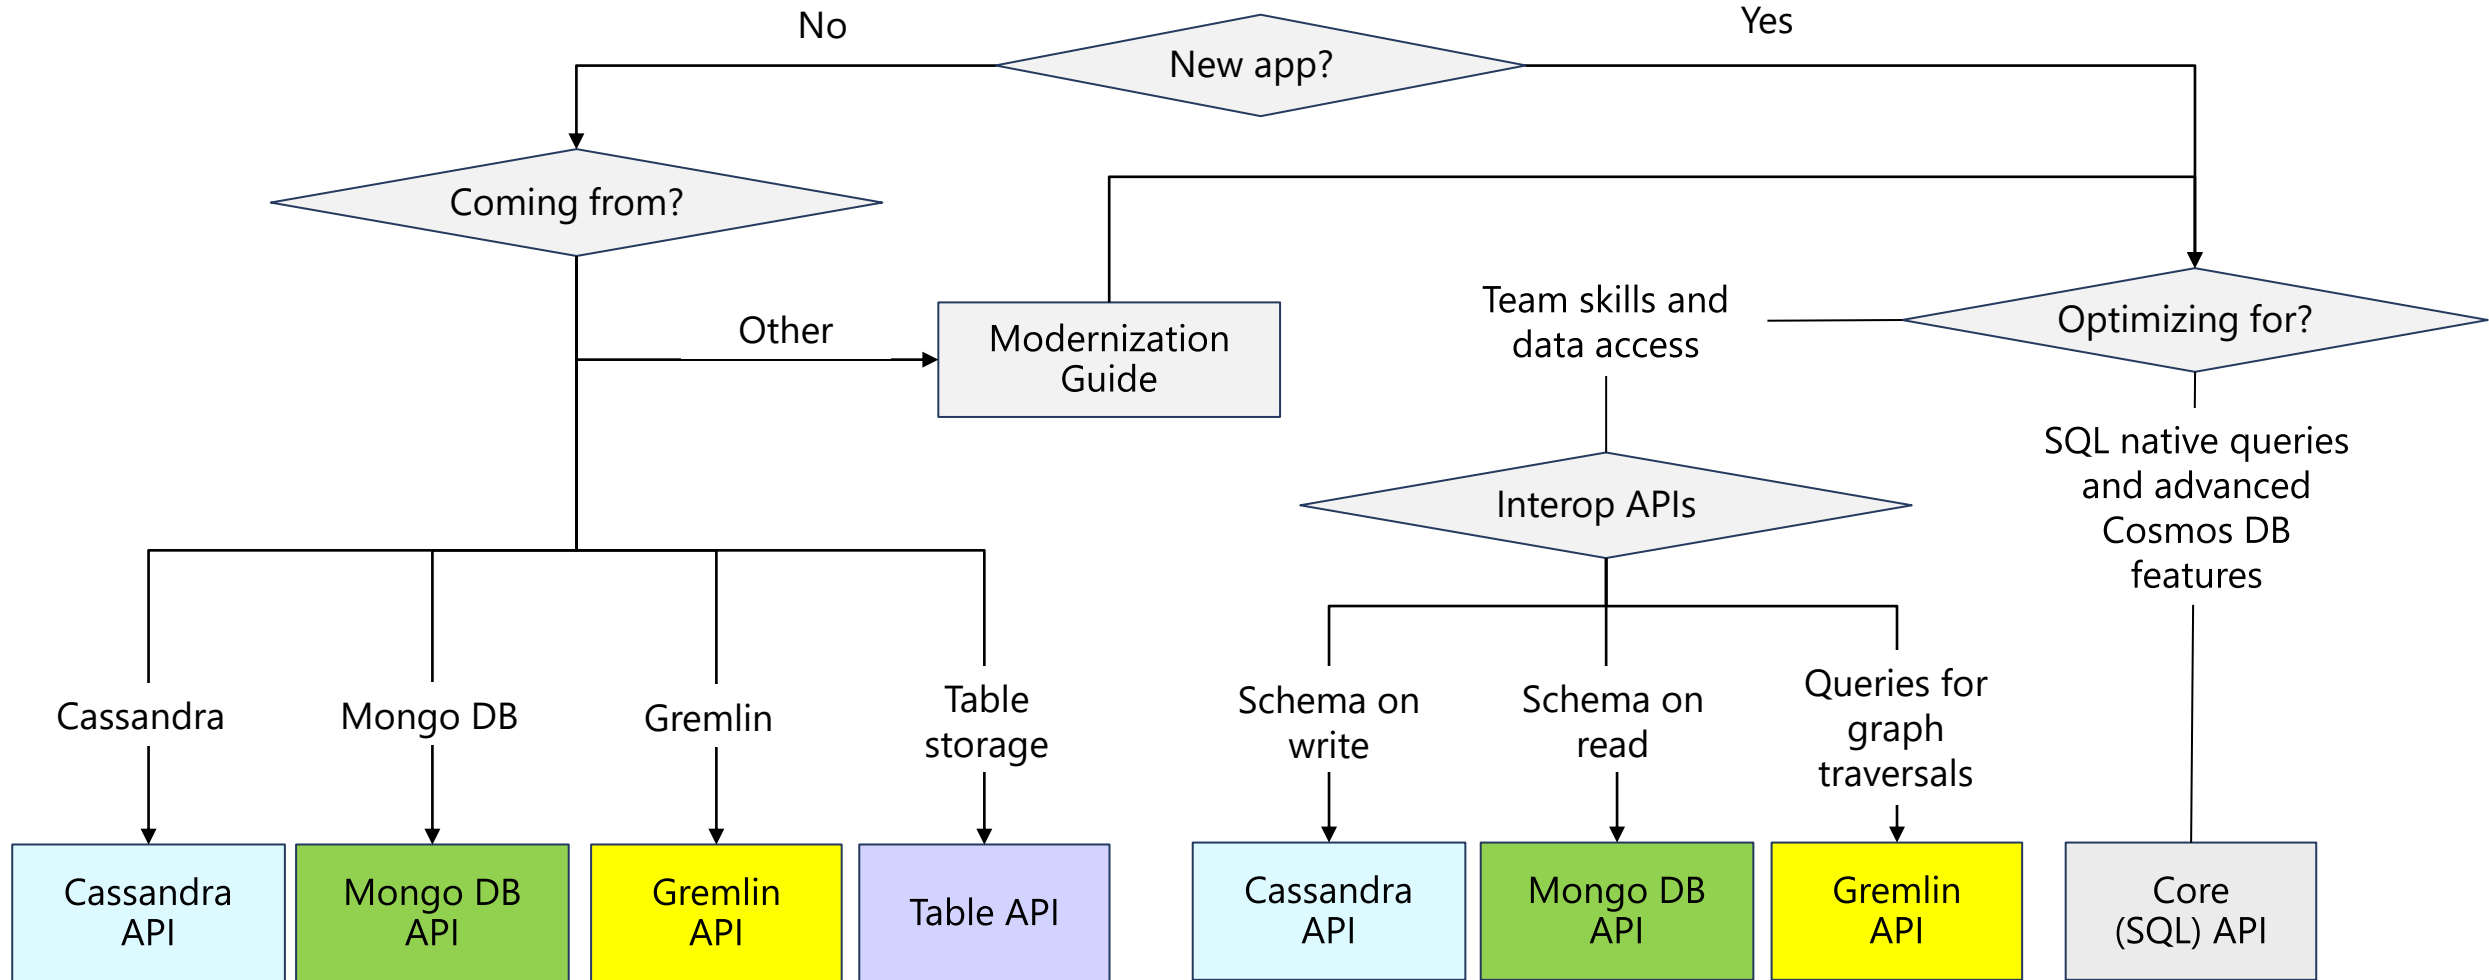 No
New app?
Yes
Coming from?
Other
Modernization
Guide
Team skills and
data access
Optimizing for?
SQL native queries
and advanced
Cosmos DB
features
Interop APIs
Cassandra
Mongo DB
Gremlin
Table
storage
Schema on
write
Schema on
read
Queries for
graph
traversals
Cassandra
API
Mongo DB
API
Gremlin
API
Table API
Cassandra
API
Mongo DB
API
Gremlin
API
Core
(SQL) API